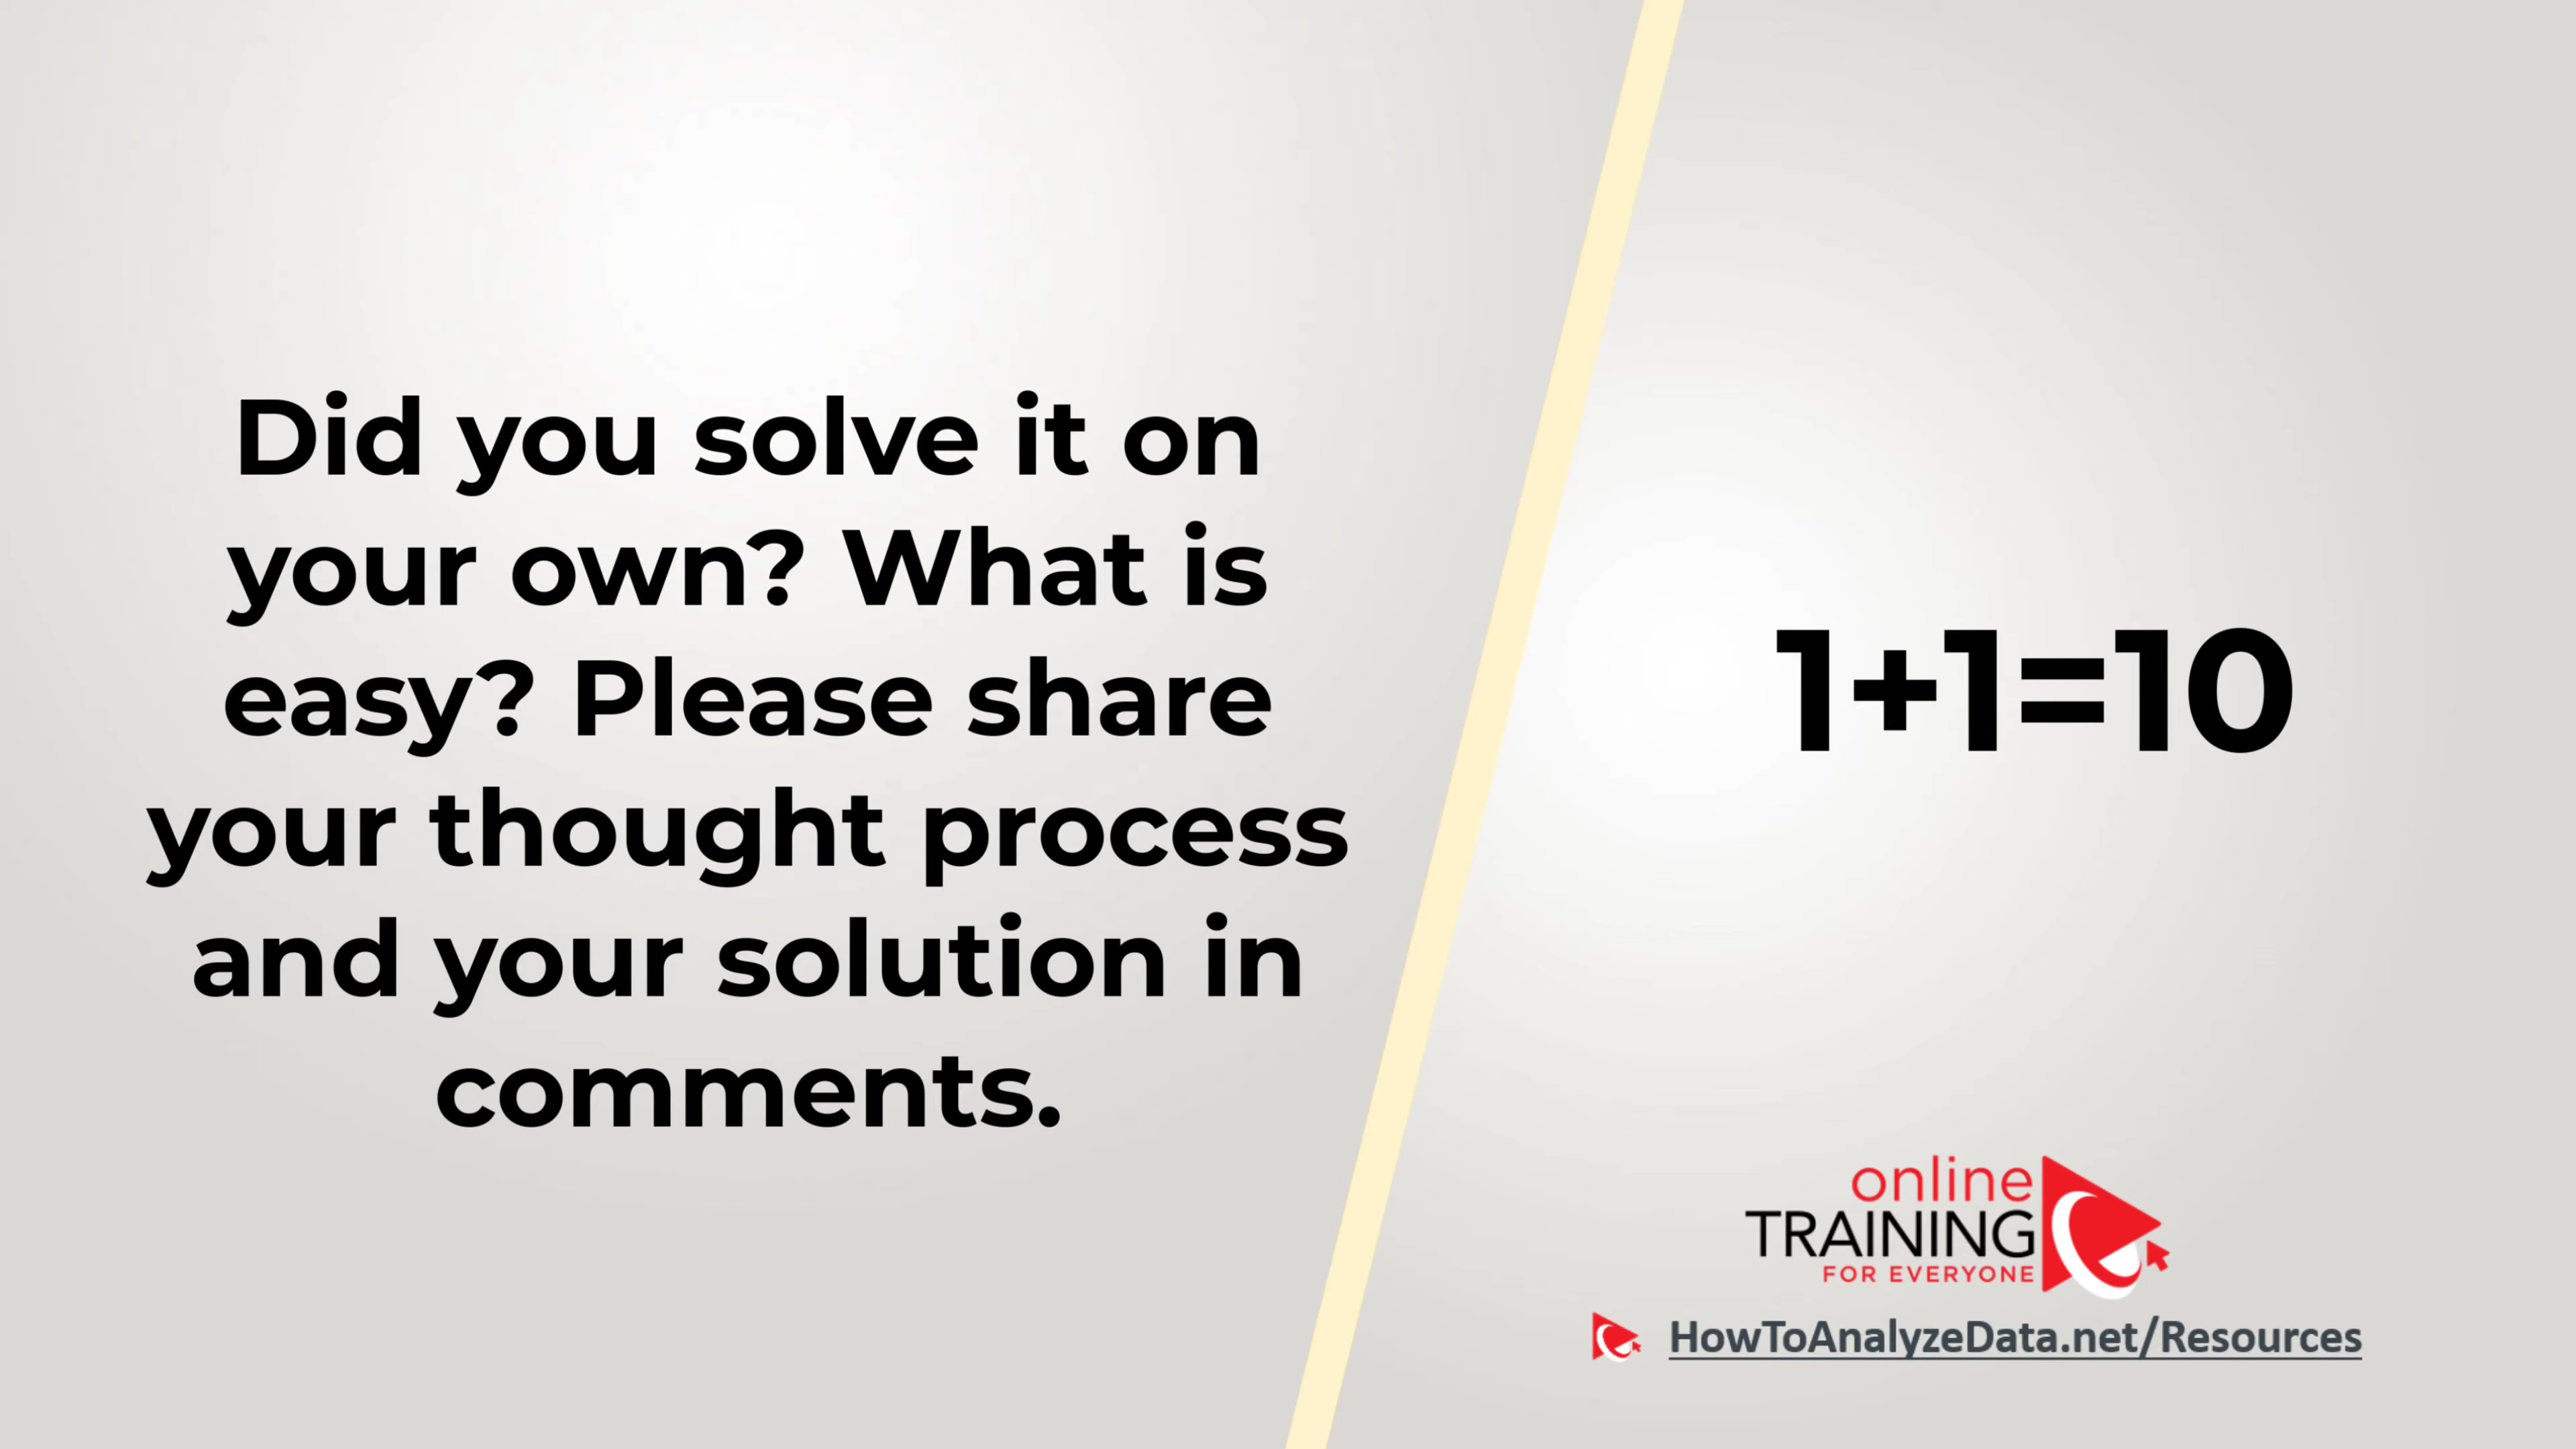 Did you solve it on
your own? What is
easy? Please share
your thought process
and your solution in
comments.
1+1=10
online
TRAINING
FOR EVERYONE
HowToAnalyzeData.net/Resources